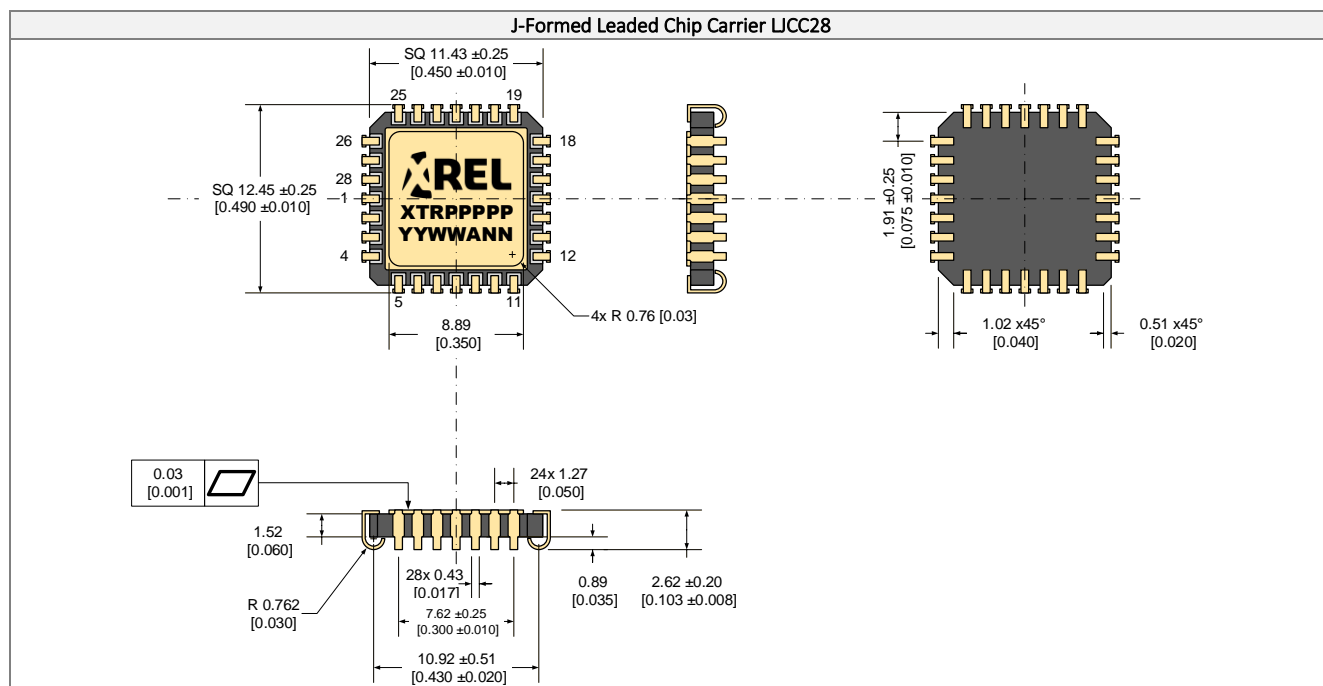 J-Formed Leaded Chip Carrier LJCC28
SQ 11.43 ±0.25
[0.450 ±0.010]
25
19
26
18
28
1
4
12
5
11
SQ 12.45 ±0.25
[0.490 ±0.010]
XREL
XTRPPPPP
YYWWANN
+
4x R 0.76 [0.03]
8.89
[0.350]
1.91 ±0.25
[0.075 ±0.010]
1.02 x45°
[0.040]
0.51 x45°
[0.020]
0.03
[0.001]
24x 1.27
[0.050]
1.52
[0.060]
R 0.762
[0.030]
28x 0.43
[0.017]
7.62 ±0.25
[0.300 ±0.010]
10.92 ±0.51
[0.430 ±0.020]
0.89
[0.035]
2.62 ±0.20
[0.103 ±0.008]